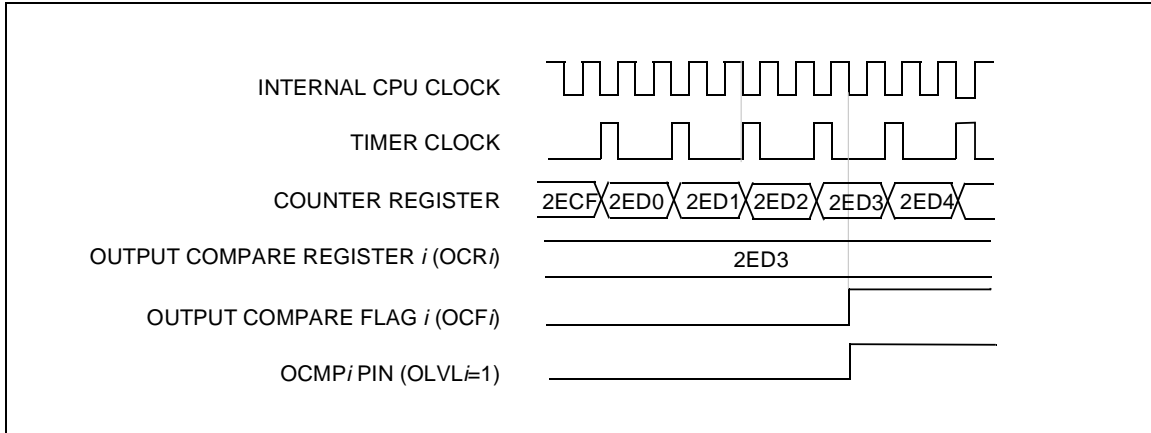 INTERNAL CPU CLOCK
TIMER CLOCK
COUNTER REGISTER
2ECF 2ED0 2ED1 2ED2 2ED3 2ED4
OUTPUT COMPARE REGISTER i (OCRi)
2ED3
OUTPUT COMPARE FLAG i (OCFi)
OCMPi PIN (OLVLi=1)